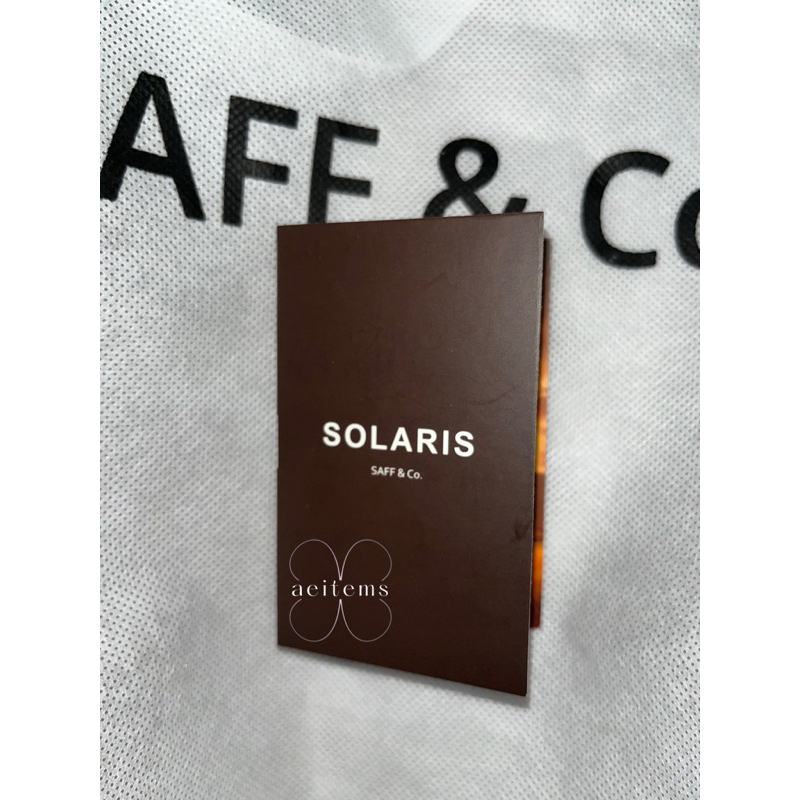 AFF & Co
SOLARIS
SAFF & Co.
aeitems